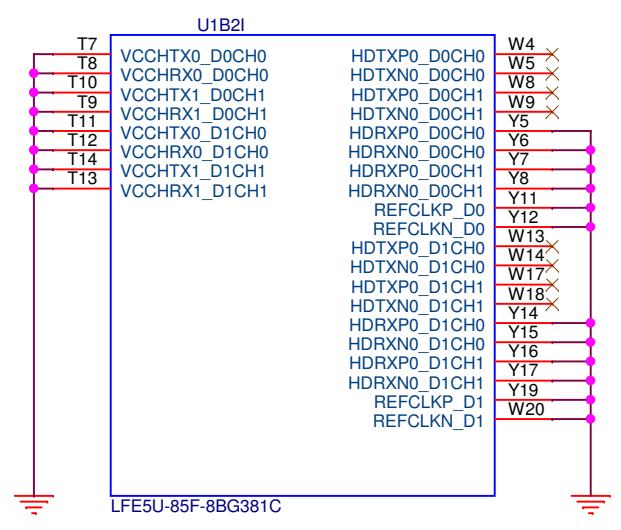 U1B2I
T7 VCCHTX0_D0CH0
T8 VCCHRX0_D0CH0
T10 VCCHTX1_D0CH1
T9 VCCHRX1_D0CH1
T11 VCCHTX0_D1CH0
T12 VCCHRX0_D1CH0
T14 VCCHTX1_D1CH1
T13 VCCHRX1_D1CH1
HDTXP0_D0CH0 W4
HDTXN0_D0CH0 W5
HDTXP0_D0CH1 W8
HDTXN0_D0CH1 W9
HDRXP0_D0CH0 Y5
HDRXN0_D0CH0 Y6
HDRXP0_D0CH1 Y7
HDRXN0_D0CH1 Y8
REFCLKP_D0 Y11
REFCLKN_D0 Y12
HDTXP0_D1CH0 W13
HDTXN0_D1CH0 W14
HDTXP0_D1CH1 W17
HDTXN0_D1CH1 W18
HDRXP0_D1CH0 Y14
HDRXN0_D1CH0 Y15
HDRXP0_D1CH1 Y16
HDRXN0_D1CH1 Y17
REFCLKP_D1 Y19
REFCLKN_D1 W20
LFE5U-85F-8BG381C